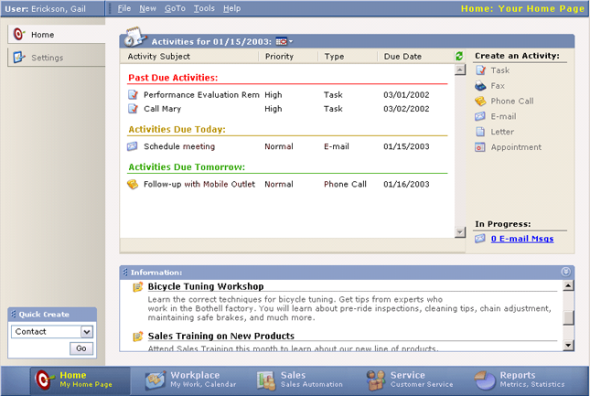 User: Erickson, Gail
File New GoTo Tools Help
Home: Your Home Page
Home
Settings
Activities for 01/15/2003:
Activity Subject Priority Type Due Date
Past Due Activities:
Performance Evaluation Rem High Task 03/01/2002
Call Mary High Task 03/02/2002
Activities Due Today:
Schedule meeting Normal E-mail 01/15/2003
Activities Due Tomorrow:
Follow-up with Mobile Outlet Normal Phone Call 01/16/2003
Create an Activity:
Task
Fax
Phone Call
E-mail
Letter
Appointment
In Progress:
0 E-mail Msgs
Information:
Bicycle Tuning Workshop
Learn the correct techniques for bicycle tuning. Get tips from experts who
work in the Bothell factory. You will learn about pre-ride inspections, cleaning tips, chain adjustment,
maintaining safe brakes, and much more.
Sales Training on New Products
Attend Sales Training this month to learn about our new line of products.
Quick Create
Contact
Go
Home
My Home Page
Workplace
My Work, Calendar
Sales
Sales Automation
Service
Customer Service
Reports
Metrics, Statistics